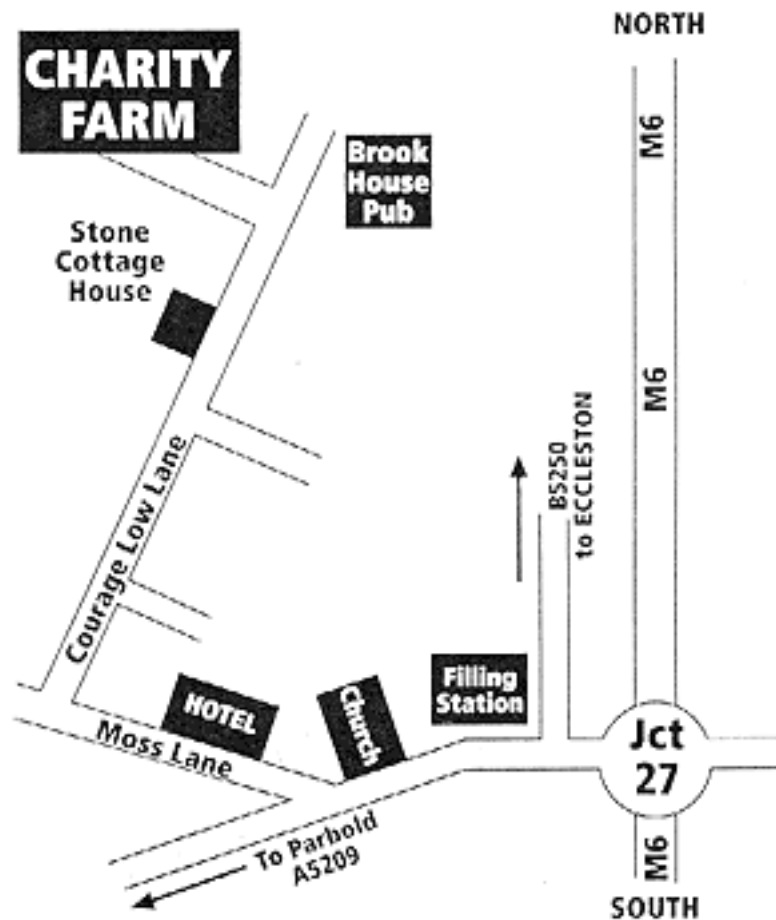 NORTH
CHARITY
FARM
M6
Brook
House
Pub
Stone
Cottage
House
M6
B5250
to ECCLESTON
Courage Low Lane
Filling
Station
Church
HOTEL
Moss Lane
Jct
27
To Parbold
A5209
M6
SOUTH